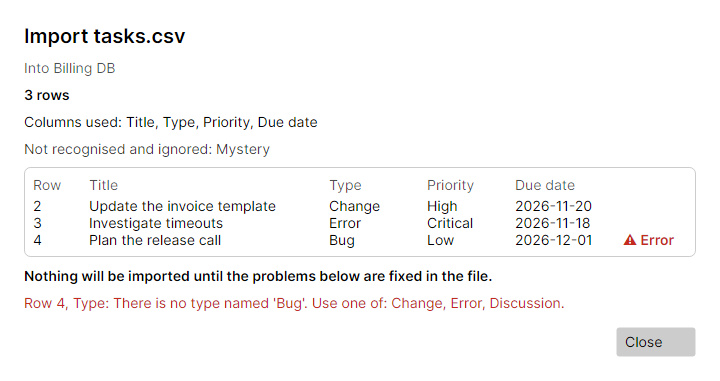 Import tasks.csv
Into Billing DB
3 rows
Columns used: Title, Type, Priority, Due date
Not recognised and ignored: Mystery
Row Title Type Priority Due date
2 Update the invoice template Change High 2026-11-20
3 Investigate timeouts Error Critical 2026-11-18
4 Plan the release call Bug Low 2026-12-01 Error
Nothing will be imported until the problems below are fixed in the file.
Row 4, Type: There is no type named 'Bug'. Use one of: Change, Error, Discussion.
Close